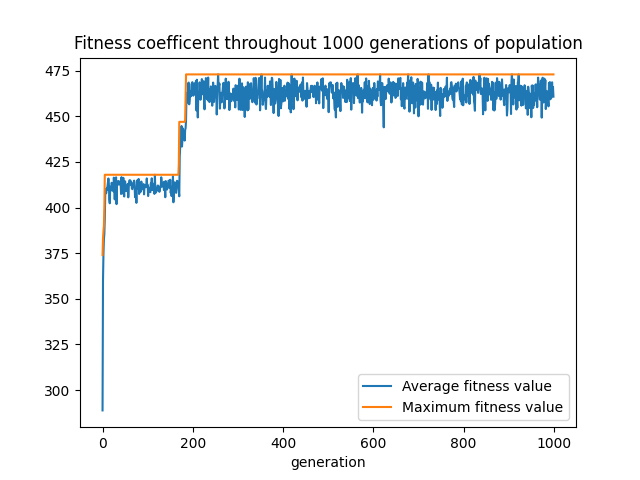 Fitness coefficent throughout 1000 generations of population
475
450
425
400
375
350
325
300
Average fitness value
Maximum fitness value
0 200 400 600 800 1000
generation